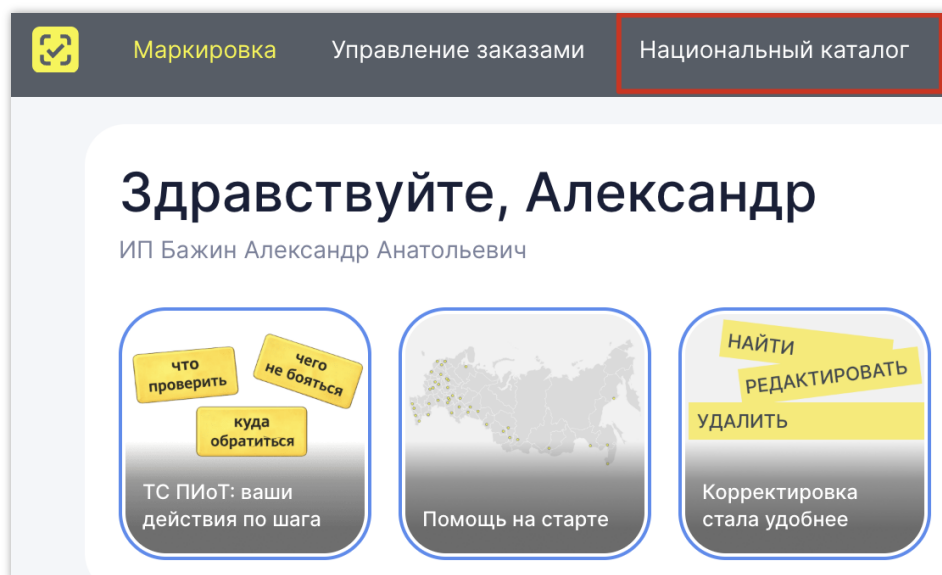 Маркировка Управление заказами Национальный каталог
Здравствуйте, Александр
ИП Бажин Александр Анатольевич
что
проверить
чего
не бояться
куда
обратиться
ТС ПИоТ: ваши
действия по шага
Помощь на старте
НАЙТИ
РЕДАКТИРОВАТЬ
УДАЛИТЬ
Корректировка
стала удобнее